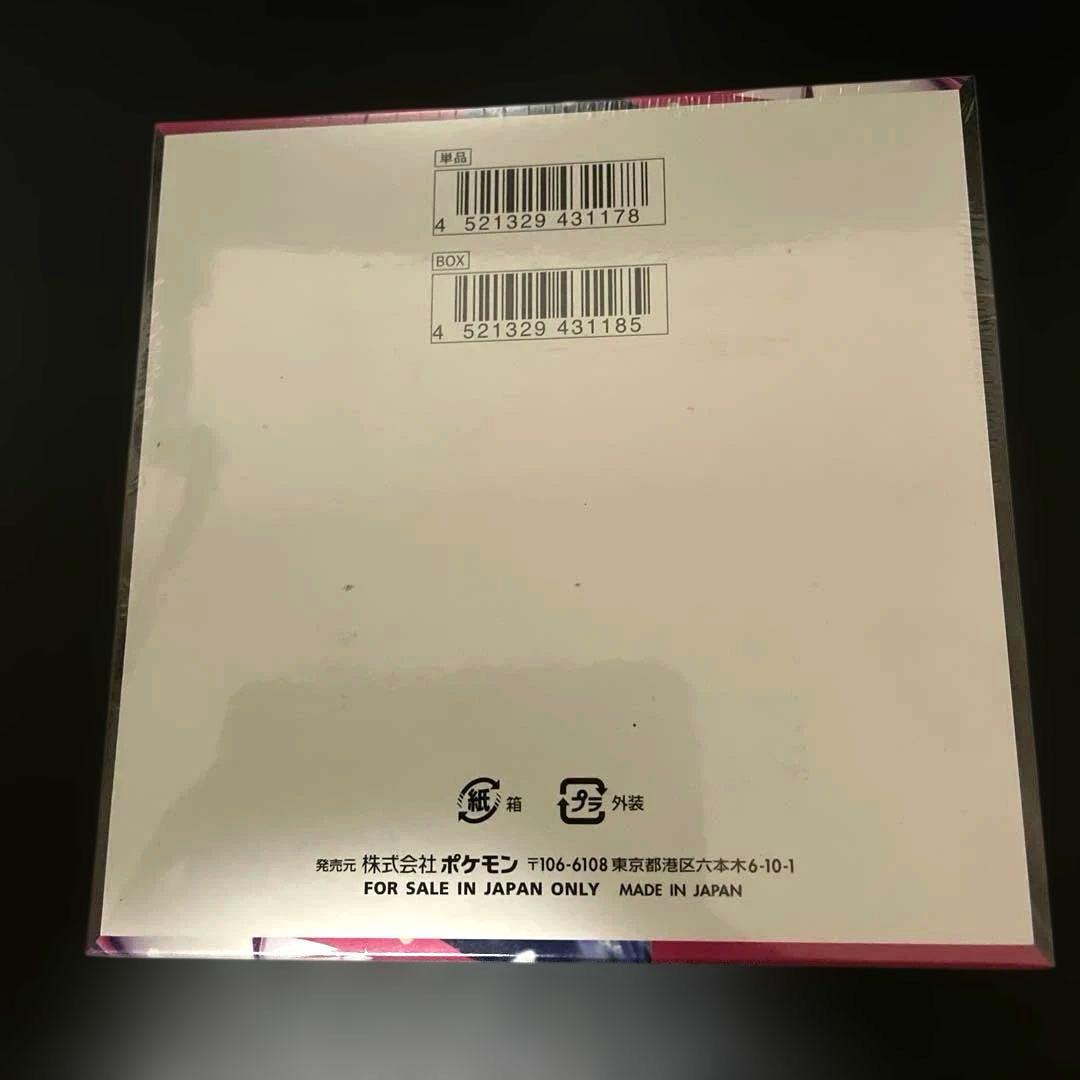 単品
4 521329 431178
BOX
4 521329 431185
紙 箱 プラ 外装
発売元 株式会社 ポケモン 〒106-6108 東京都港区六本木6-10-1
FOR SALE IN JAPAN ONLY MADE IN JAPAN